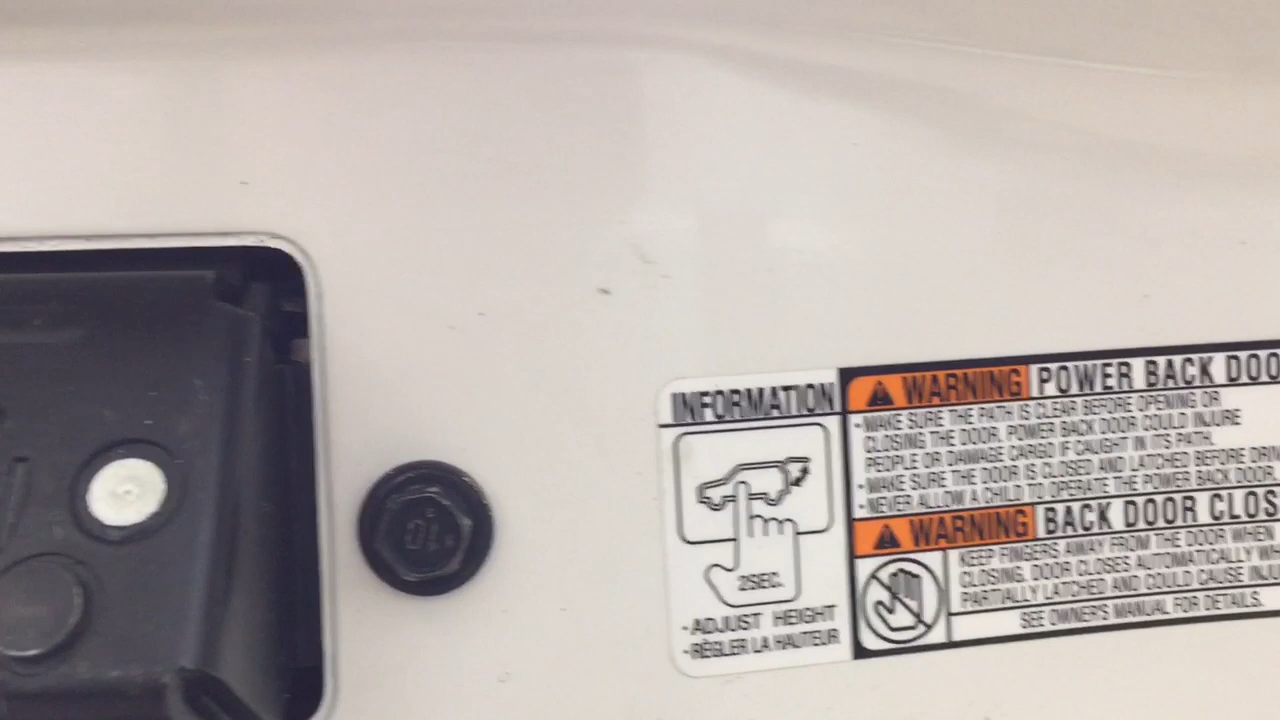 INFORMATION
2SEC.
•ADJUST HEIGHT
•RÈGLER LA HAUTEUR
WARNING POWER BACK DOO
•MAKE SURE THE PATH IS CLEAR BEFORE OPENING OR
CLOSING THE DOOR. POWER BACK DOOR COULD INJURE
PEOPLE OR DAMAGE CARGO IF CAUGHT IN ITS PATH.
•MAKE SURE THE DOOR IS CLOSED AND LATCHED BEFORE DRIV
•NEVER ALLOW A CHILD TO OPERATE THE POWER BACK DOOR.
WARNING BACK DOOR CLOS
KEEP FINGERS AWAY FROM THE DOOR WHEN
CLOSING. DOOR CLOSES AUTOMATICALLY WH
PARTIALLY LATCHED AND COULD CAUSE INJU
SEE OWNER'S MANUAL FOR DETAILS.